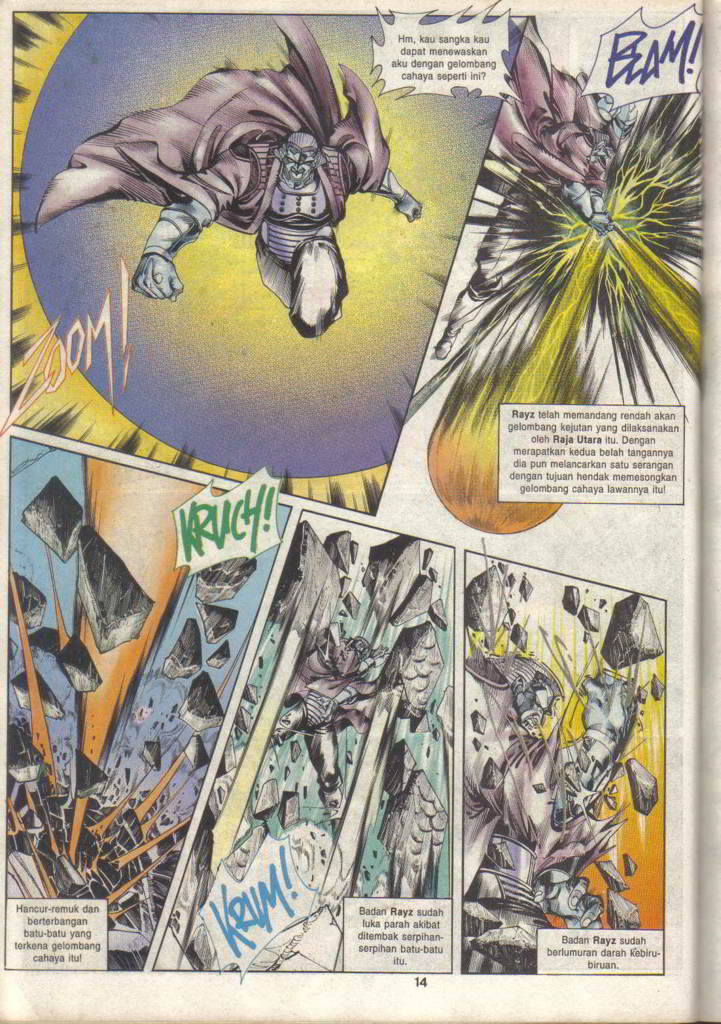 Hm, kau sangka kau
dapat menewaskan
aku dengan gelombang
cahaya seperti ini?
BLAM!
ZOOM!
Rayz telah memandang rendah akan
gelombang kejutan yang dilaksanakan
oleh Raja Utara itu. Dengan
merapatkan kedua belah tangannya
dia pun melancarkan satu serangan
dengan tujuan hendak memesongkan
gelombang cahaya lawannya itu!
KRUCH!
Hancur-remuk dan
berterbangan
batu-batu yang
terkena gelombang
cahaya itu!
KRUM!
Badan Rayz sudah
luka parah akibat
ditembak serpihan-
serpihan batu-batu
itu.
Badan Rayz sudah
berlumuran darah kebiru-
biruan.
14